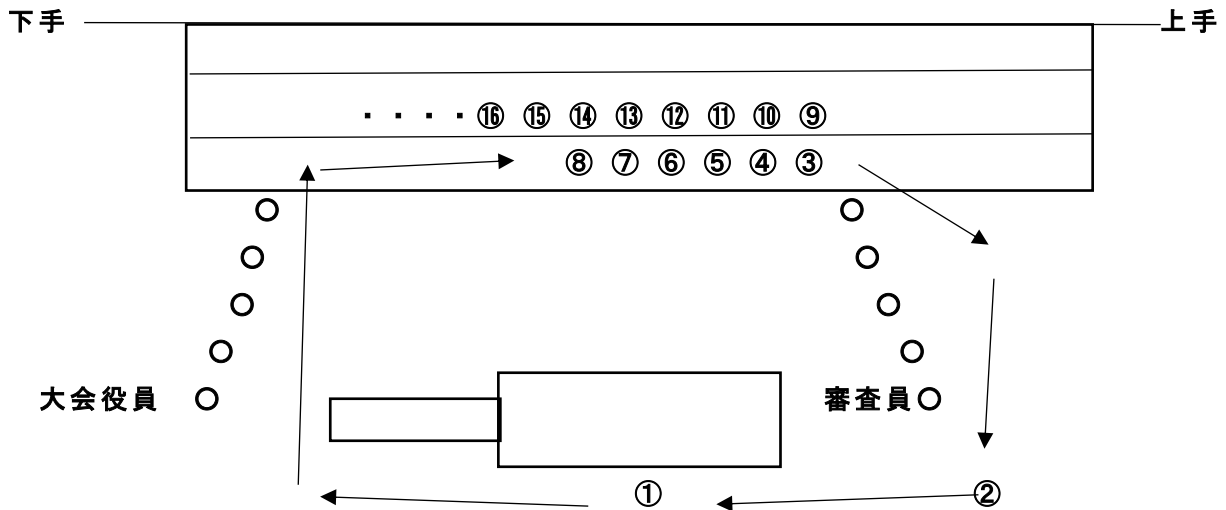 下手 上手
・・・・⑯ ⑮ ⑭ ⑬ ⑫ ⑪ ⑩ ⑨
⑧ ⑦ ⑥ ⑤ ④ ③
大会役員 審査員
① ②